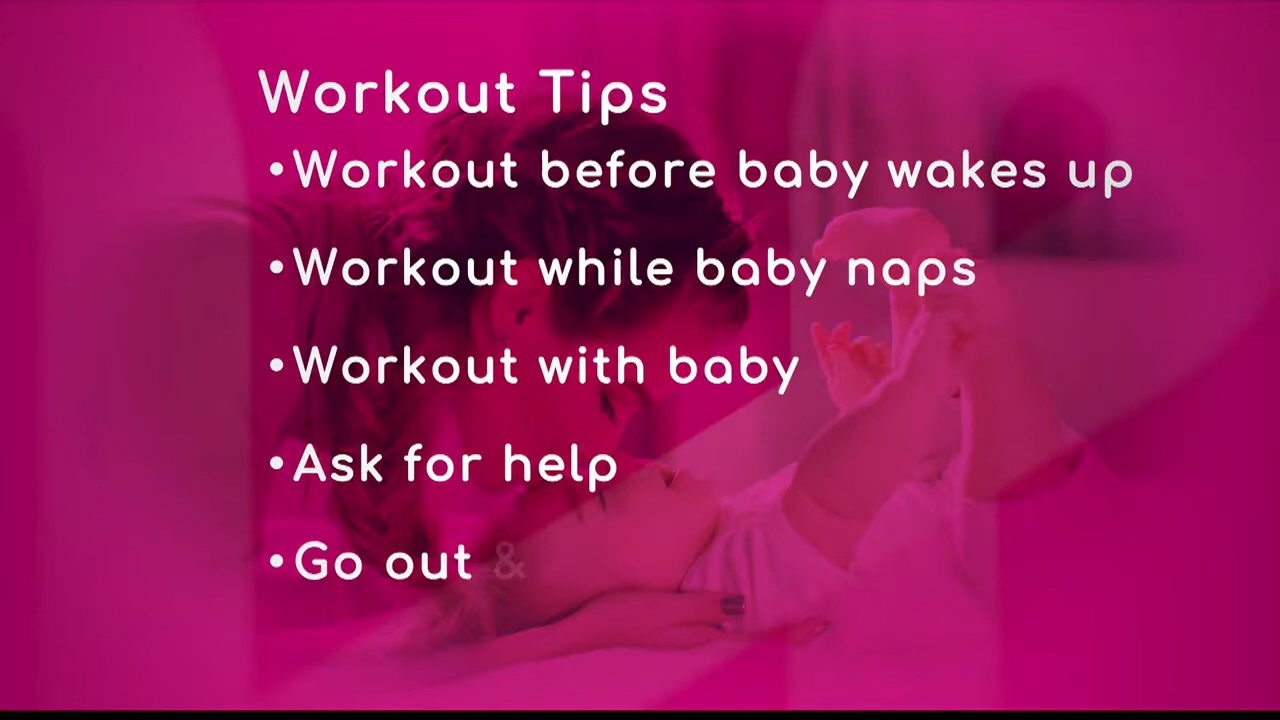 Workout Tips
•Workout before baby wakes up
•Workout while baby naps
•Workout with baby
•Ask for help
•Go out &